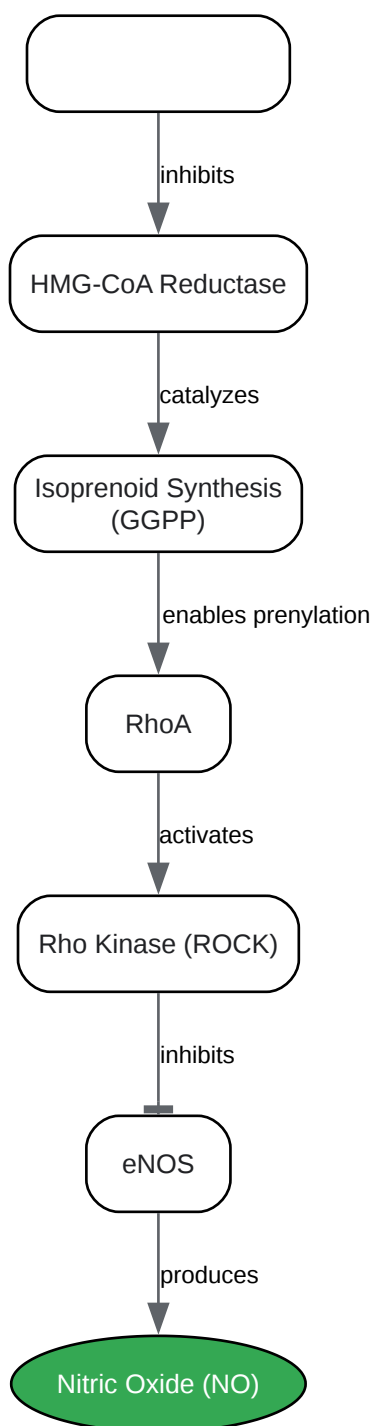 inhibits
HMG-CoA Reductase
catalyzes
Isoprenoid Synthesis
(GGPP)
enables prenylation
RhoA
activates
Rho Kinase (ROCK)
inhibits
eNOS
produces
Nitric Oxide (NO)